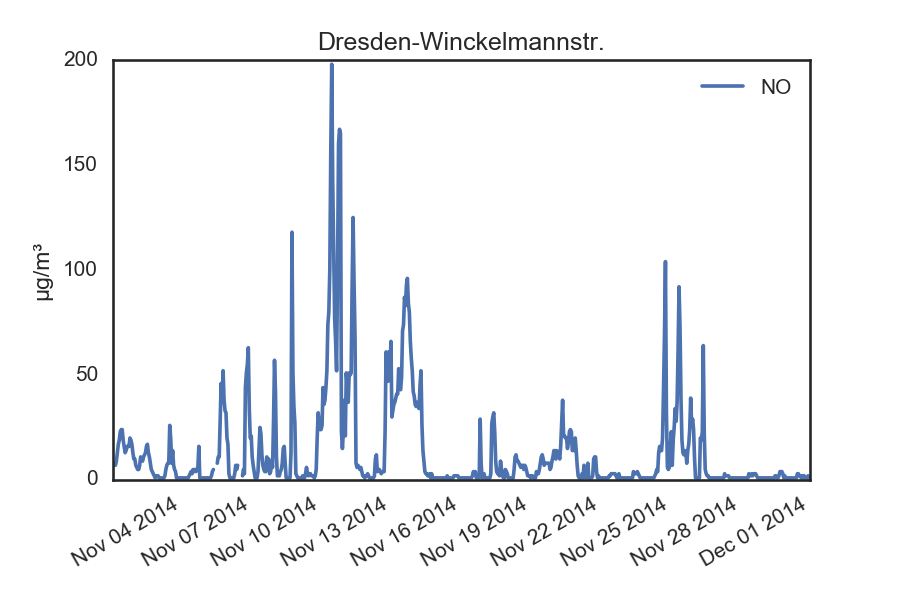 Dresden-Winckelmannstr.
NO
µg/m³
200
150
100
50
0
Nov 04 2014
Nov 07 2014
Nov 10 2014
Nov 13 2014
Nov 16 2014
Nov 19 2014
Nov 22 2014
Nov 25 2014
Nov 28 2014
Dec 01 2014